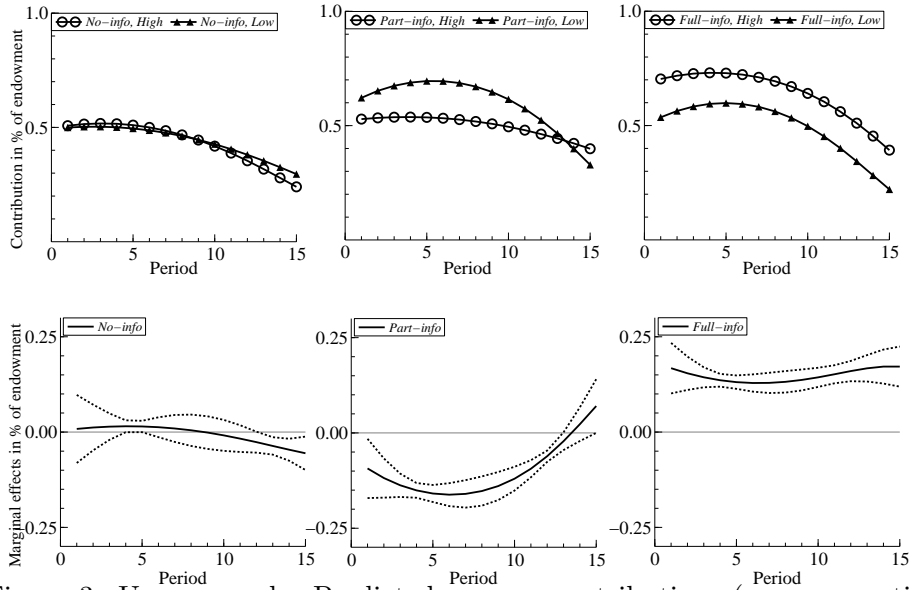 1.0
No−info, High No−info, Low
Contribution in % of endowment
0.5
0 5 10 15
Period
1.0
Part−info, High Part−info, Low
0.5
0 5 10 15
Period
1.0
Full−info, High Full−info, Low
0.5
0 5 10 15
Period
No−info
Marginal effects in % of endowment
0.25
0.00
−0.25
0 5 10 15
Period
Part−info
0.25
0.00
−0.25
0 5 10 15
Period
Full−info
0.25
0.00
−0.25
0 5 10 15
Period